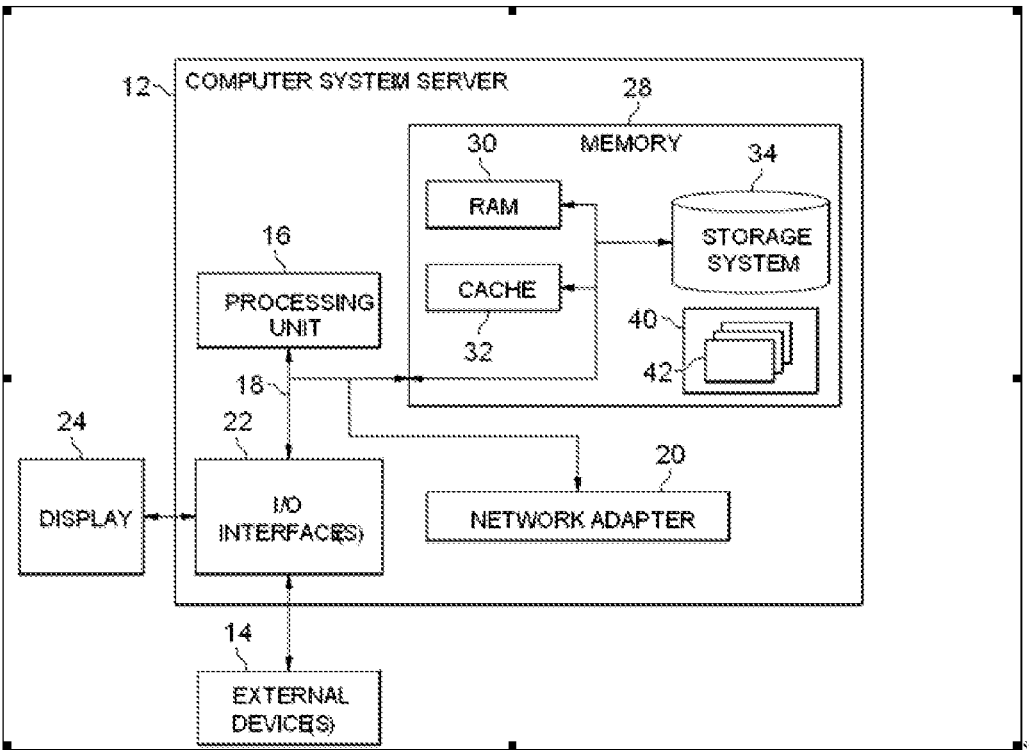 12
COMPUTER SYSTEM SERVER
28
MEMORY
30
RAM
34
STORAGE
SYSTEM
16
PROCESSING
UNIT
CACHE
32
40
42
18
24
22
DISPLAY
I/O
INTERFACE(S)
20
NETWORK ADAPTER
14
EXTERNAL
DEVICE(S)